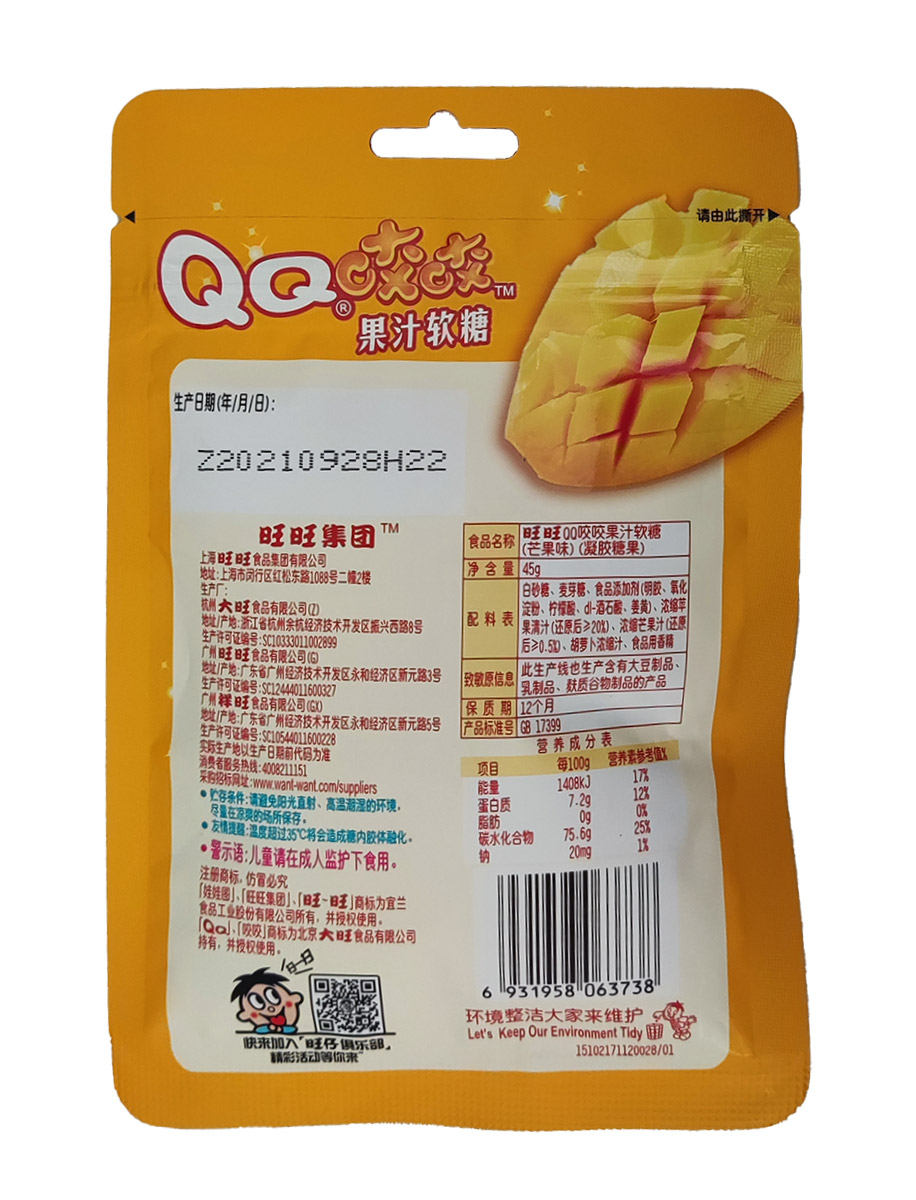 请由此撕开
QQ®咬咬™
果汁软糖
生产日期(年/月/日):
Z20210928H22
旺旺集团™
上海旺旺食品集团有限公司
地址:上海市闵行区红松东路1088号二幢2楼
生产厂:
杭州大旺食品有限公司(Z)
地址/产地:浙江省杭州余杭经济技术开发区振兴西路8号
生产许可证编号:SC10333011002899
广州旺旺食品有限公司(G)
地址/产地:广东省广州经济技术开发区永和经济区新元路3号
生产许可证编号:SC12444011600327
广州祥旺食品有限公司(GX)
地址/产地:广东省广州经济技术开发区永和经济区新元路5号
生产许可证编号:SC10544011600228
实际生产地以生产日期前代码为准
消费者服务热线:4008211151
采购招标网址:www.want-want.com/suppliers
•贮存条件:请避免阳光直射、高温潮湿的环境,
尽量在凉爽的场所保存。
•友情提醒:温度超过35℃将会造成糖内胶体融化。
•警示语:儿童请在成人监护下食用。
注册商标,仿冒必究
「娃娃图」、「旺旺集团」、「旺~旺」商标为宜兰
食品工业股份有限公司所有,并授权使用。
「QQ」、「咬咬」商标为北京大旺食品有限公司
持有,并授权使用。
快来加入「旺仔俱乐部」
精彩活动等你来
食品名称 旺旺QQ咬咬果汁软糖
(芒果味)(凝胶糖果)
净含量 45g
配料表 白砂糖、麦芽糖、食品添加剂(明胶、氧化
淀粉、柠檬酸、dl-酒石酸、姜黄)、浓缩苹
果清汁(还原后≥20%)、浓缩芒果汁(还原
后≥0.5%)、胡萝卜浓缩汁、食品用香精
致敏原信息 此生产线也生产含有大豆制品、
乳制品、麸质谷物制品的产品
保质期 12个月
产品标准号 GB 17399
营养成分表
项目 每100g 营养素参考值%
能量 1408KJ 17%
蛋白质 7.2g 12%
脂肪 0g 0%
碳水化合物 75.6g 25%
钠 20mg 1%
6 931958 063738
环境整洁大家来维护
Let's Keep Our Environment Tidy
15102171120028/01